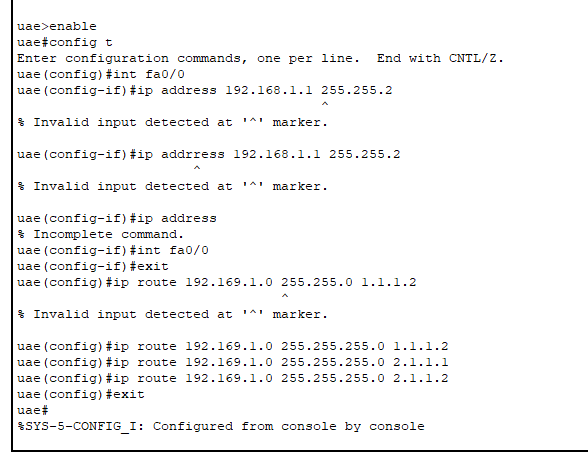 uae>enable
uae#config t
Enter configuration commands, one per line.  End with CNTL/Z.
uae(config)#int fa0/0
uae(config-if)#ip address 192.168.1.1 255.255.2
                                      ^
% Invalid input detected at '^' marker.
uae(config-if)#ip addrress 192.168.1.1 255.255.2
                      ^
% Invalid input detected at '^' marker.
uae(config-if)#ip address
% Incomplete command.
uae(config-if)#int fa0/0
uae(config-if)#exit
uae(config)#ip route 192.169.1.0 255.255.0 1.1.1.2
                                 ^
% Invalid input detected at '^' marker.
uae(config)#ip route 192.169.1.0 255.255.255.0 1.1.1.2
uae(config)#ip route 192.169.1.0 255.255.255.0 2.1.1.1
uae(config)#ip route 192.169.1.0 255.255.255.0 2.1.1.2
uae(config)#exit
uae#
%SYS-5-CONFIG_I: Configured from console by console